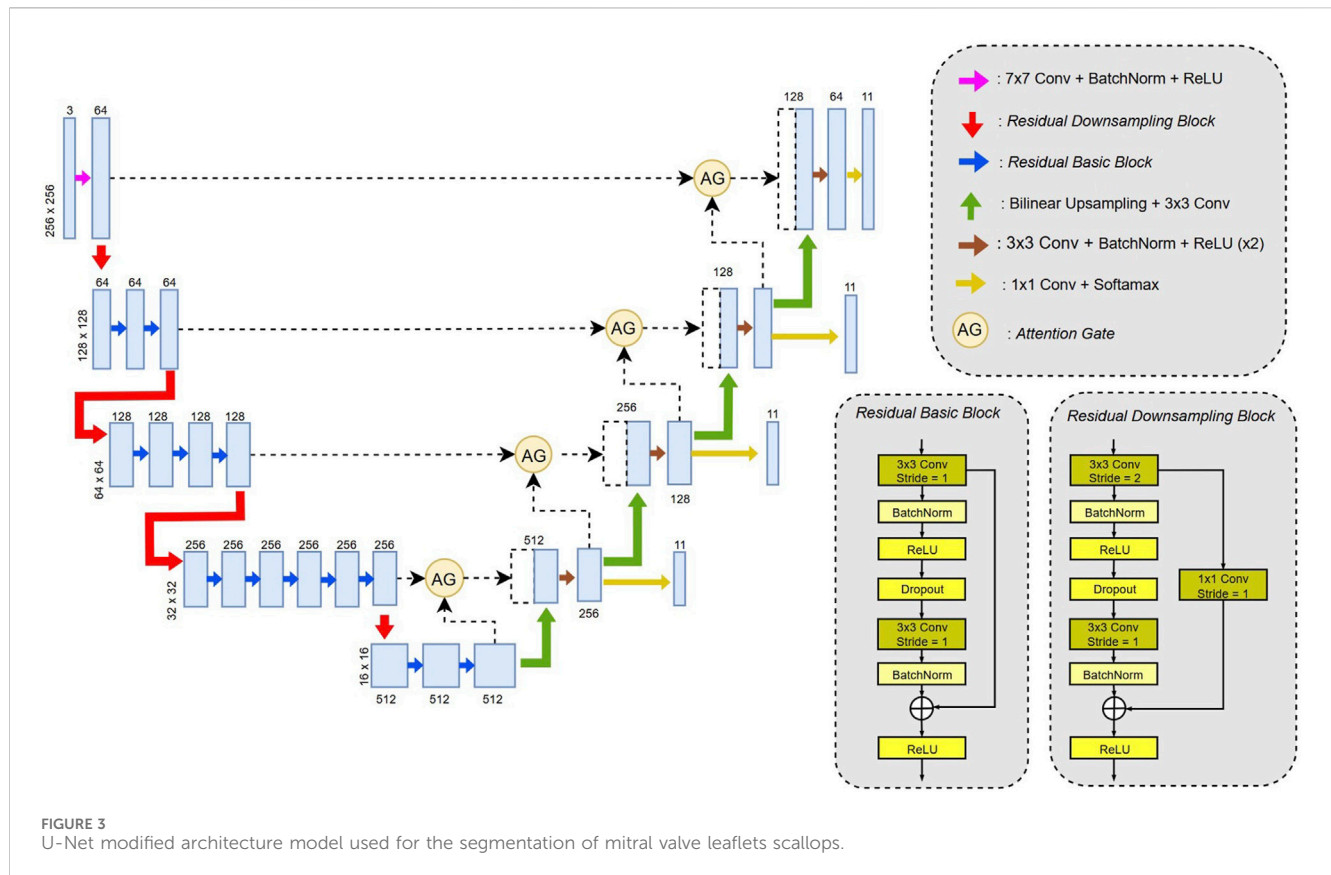 3
64
256 x 256
AG
128
64
11
64
64
64
128 x 128
AG
128
11
128
128
128
128
64 x 64
AG
256
128
11
256
256
256
256
256
256
32 x 32
AG
512
256
11
16 x 16
512
512
512
: 7x7 Conv + BatchNorm + ReLU
: Residual Downsampling Block
: Residual Basic Block
: Bilinear Upsampling + 3x3 Conv
: 3x3 Conv + BatchNorm + ReLU (x2)
: 1x1 Conv + Softamax
AG : Attention Gate
Residual Basic Block
3x3 Conv
Stride = 1
BatchNorm
ReLU
Dropout
3x3 Conv
Stride = 1
BatchNorm
ReLU
Residual Downsampling Block
3x3 Conv
Stride = 2
BatchNorm
ReLU
Dropout
3x3 Conv
Stride = 1
BatchNorm
ReLU
1x1 Conv
Stride = 1
FIGURE 3
U-Net modified architecture model used for the segmentation of mitral valve leaflets scallops.